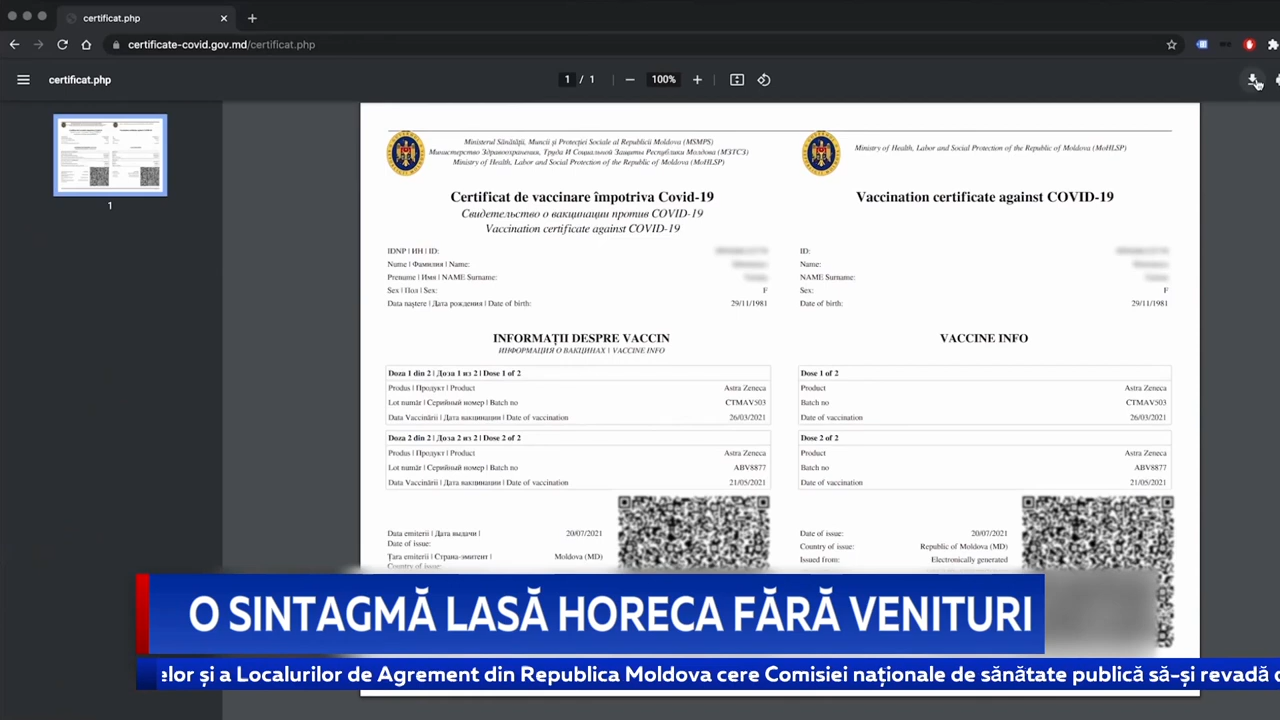 certificat.php
certificate-covid.gov.md/certificat.php
certificat.php
1 / 1
100%
1
Ministerul Sănătății, Muncii și Protecției Sociale al Republicii Moldova (MSMPS)
Министерство Здравоохранения, Труда И Социальной Защиты Республики Молдова (МЗТСЗ)
Ministry of Health, Labor and Social Protection of the Republic of Moldova (MoHLSP)
Certificat de vaccinare împotriva Covid-19
Свидетельство о вакцинации против COVID-19
Vaccination certificate against COVID-19
IDNP | ИН | ID:
Nume | Фамилия | Name:
Prename | Имя | NAME Surname:
Sex | Пол | Sex: F
Data naștere | Дата рождения | Date of birth: 29/11/1981
INFORMAȚII DESPRE VACCIN
ИНФОРМАЦИЯ О ВАКЦИНАХ | VACCINE INFO
Doza 1 din 2 | Доза 1 из 2 | Dose 1 of 2
Produs | Продукт | Product Astra Zeneca
Lot număr | Серийный номер | Batch no CTMAV503
Data Vaccinării | Дата вакцинации | Date of vaccination 26/03/2021
Doza 2 din 2 | Доза 2 из 2 | Dose 2 of 2
Produs | Продукт | Product Astra Zeneca
Lot număr | Серийный номер | Batch no ABV8877
Data Vaccinării | Дата вакцинации | Date of vaccination 21/05/2021
Data emiterii | Дата выдачи | 20/07/2021
Date of issue:
Țara emiterii | Страна-эмитент | Moldova (MD)
Country of issue:
Ministry of Health, Labor and Social Protection of the Republic of Moldova (MoHLSP)
Vaccination certificate against COVID-19
ID:
Name:
NAME Surname:
Sex: F
Date of birth: 29/11/1981
VACCINE INFO
Dose 1 of 2
Product Astra Zeneca
Batch no CTMAV503
Date of vaccination 26/03/2021
Dose 2 of 2
Product Astra Zeneca
Batch no ABV8877
Date of vaccination 21/05/2021
Date of issue: 20/07/2021
Country of issue: Republic of Moldova (MD)
Issued from: Electronically generated
O SINTAGMĂ LASĂ HORECA FĂRĂ VENITURI
elor și a Localurilor de Agrement din Republica Moldova cere Comisiei naționale de sănătate publică să-și revadă